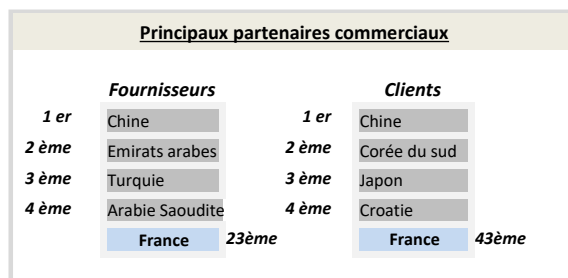 Principaux partenaires commerciaux
Fournisseurs Clients
1 er Chine 1 er Chine
2 ème Emirats arabes 2 ème Corée du sud
3 ème Turquie 3 ème Japon
4 ème Arabie Saoudite 4 ème Croatie
France 23ème France 43ème